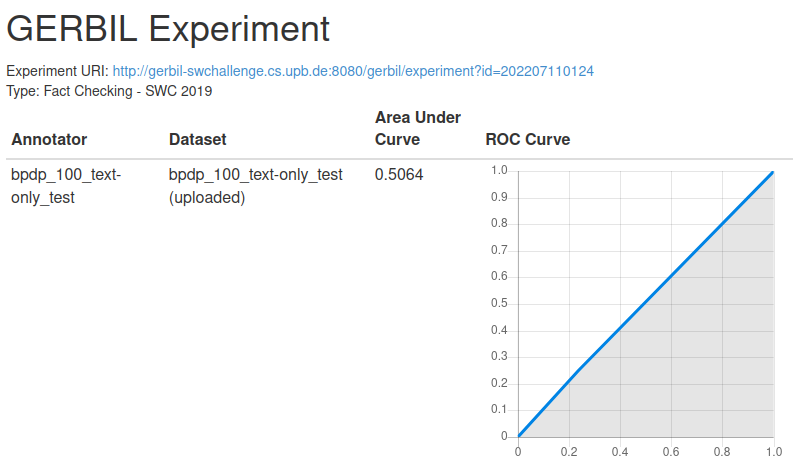 GERBIL Experiment
Experiment URI: http://gerbil-swchallenge.cs.upb.de:8080/gerbil/experiment?id=202207110124
Type: Fact Checking - SWC 2019
Annotator
Dataset
Area Under
Curve
ROC Curve
bpdp_100_text-
only_test
bpdp_100_text-only_test
(uploaded)
0.5064
1.0
0.9
0.8
0.7
0.6
0.5
0.4
0.3
0.2
0.1
0
0 0.2 0.4 0.6 0.8 1.0